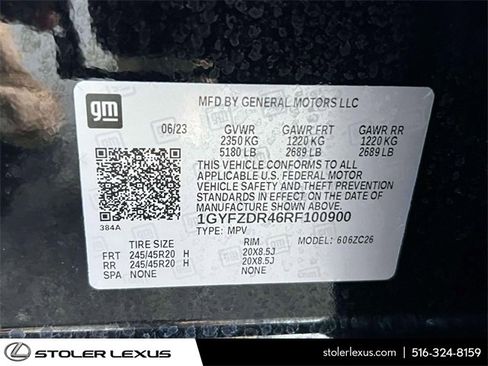 gm
MFD BY GENERAL MOTORS LLC
06/23 GVWR GAWR FRT GAWR RR
2350 KG 1220 KG 1220 KG
5180 LB 2689 LB 2689 LB
THIS VEHICLE CONFORMS TO ALL
APPLICABLE U.S. FEDERAL MOTOR
VEHICLE SAFETY AND THEFT
PREVENTION STANDARDS IN EFFECT
ON THE DATE OF MANUFACTURE
SHOWN ABOVE.
1GYFZDR46RF100900
384A TYPE: MPV MODEL: 606ZC26
TIRE SIZE RIM
FRT 245/45R20 H 20X8.5J
RR 245/45R20 H 20X8.5J
SPA NONE NONE
STOLER LEXUS stolerlexus.com 516-324-8159